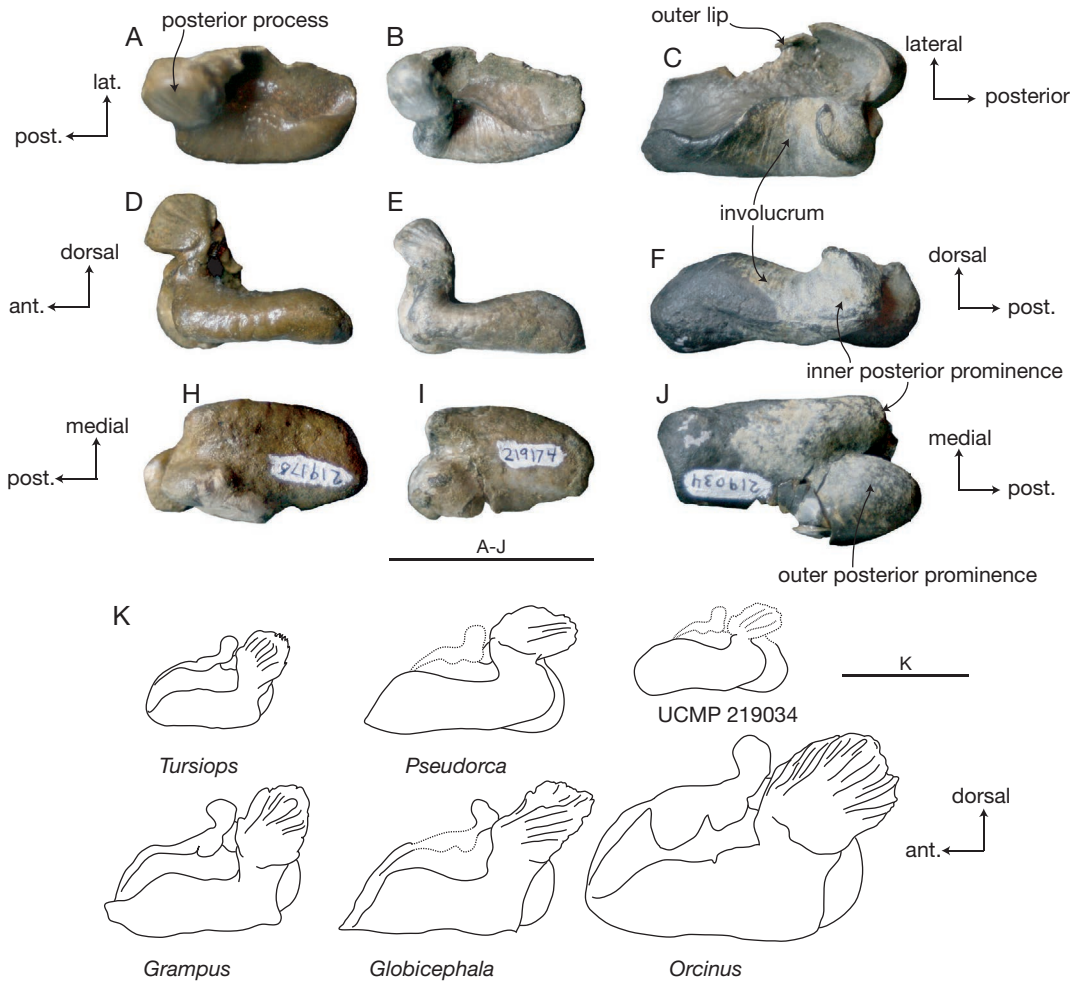 posterior process
A
B
outer lip
C
lateral
posterior
lat.
post.
D
E
involucrum
F
dorsal
ant.
dorsal
post.
inner posterior prominence
H
I
J
medial
post.
219178
219174
219034
medial
post.
A-J
outer posterior prominence
K
K
UCMP 219034
Tursiops
Pseudorca
dorsal
ant.
Grampus
Globicephala
Orcinus